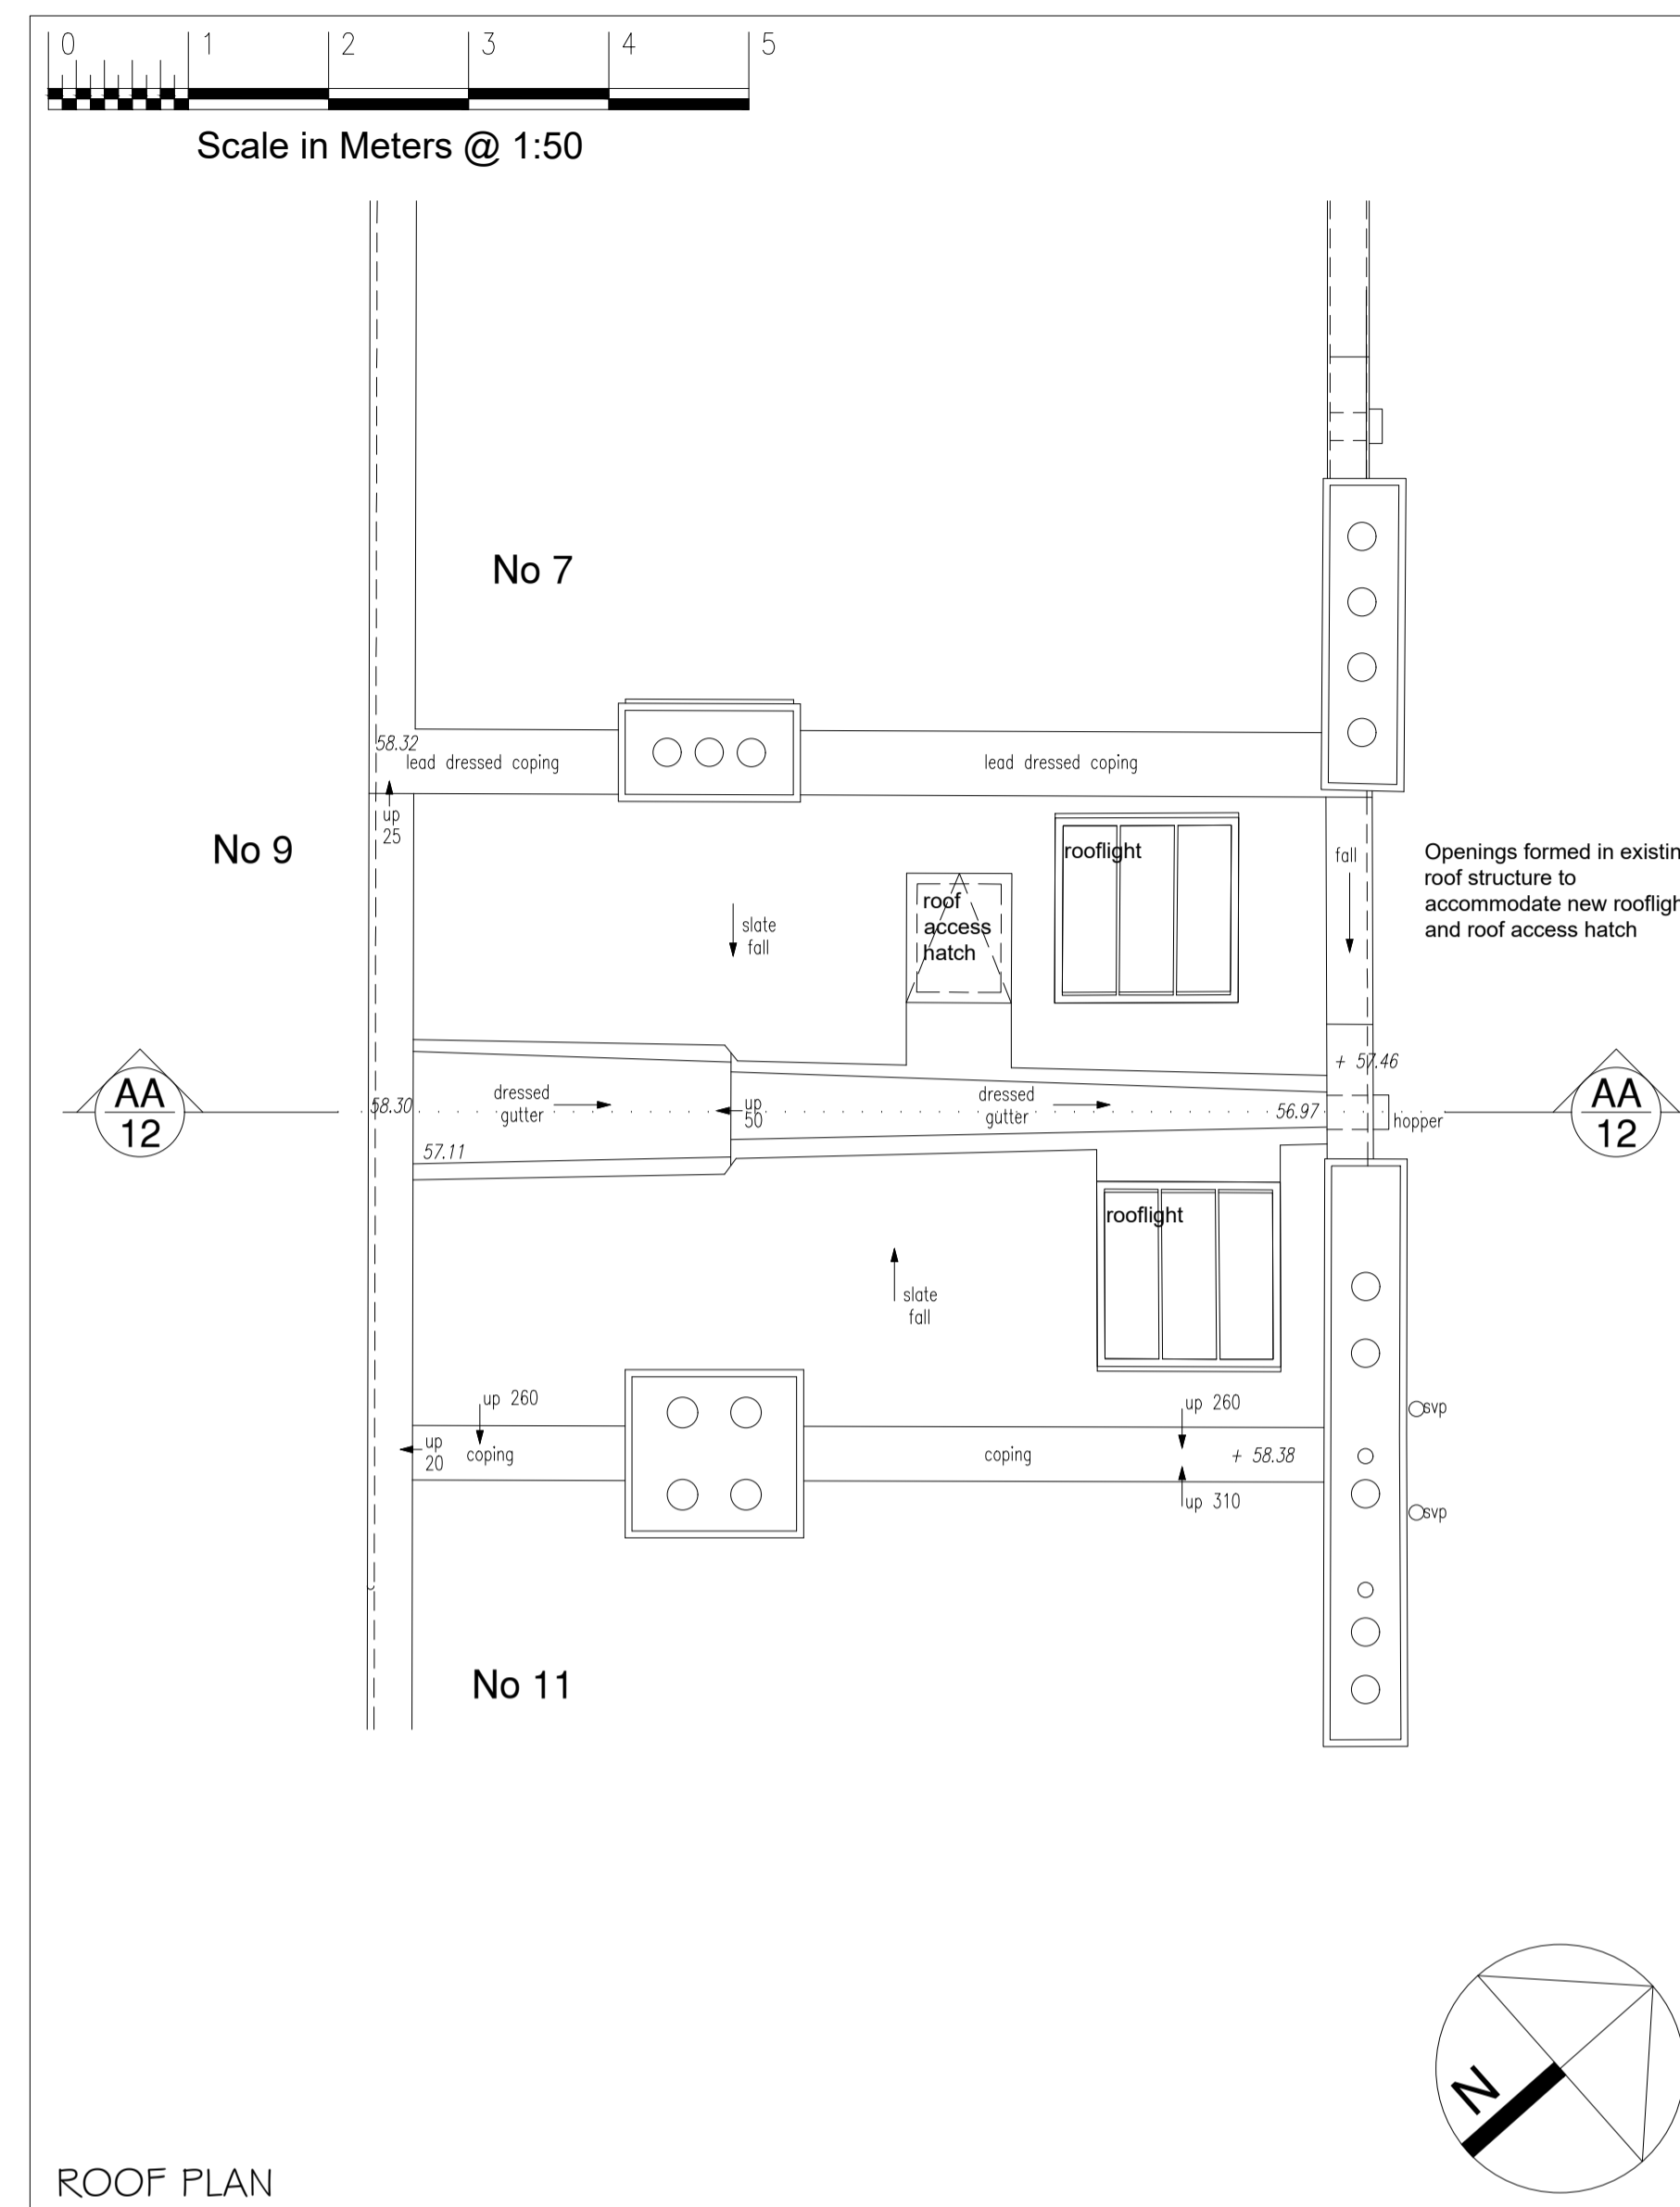 0 1 2 3 4 5
Scale in Meters @ 1:50
No 7
58.32
lead dressed coping
lead dressed coping
up
25
No 9
rooflight
fall
Openings formed in existin
roof structure to
accommodate new roofligh
and roof access hatch
roof
access
hatch
slate
fall
+ 57.46
AA
12
58.30
dressed
gutter
up
50
dressed
gutter
56.97
hopper
AA
12
57.11
rooflight
slate
fall
up 260
up 260
svp
up
20
coping
coping
+ 58.38
up 310
svp
No 11
N
ROOF PLAN